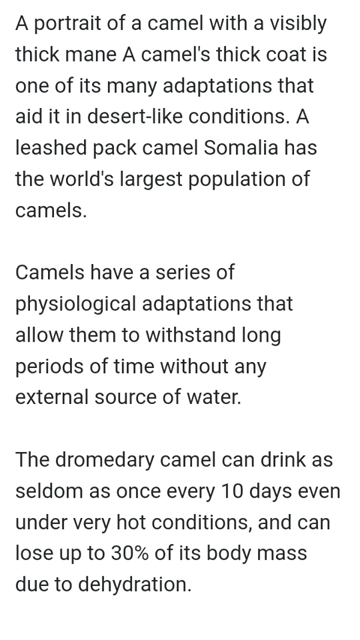 A portrait of a camel with a visibly
thick mane A camel's thick coat is
one of its many adaptations that
aid it in desert-like conditions. A
leashed pack camel Somalia has
the world's largest population of
camels.
Camels have a series of
physiological adaptations that
allow them to withstand long
periods of time without any
external source of water.
The dromedary camel can drink as
seldom as once every 10 days even
under very hot conditions, and can
lose up to 30% of its body mass
due to dehydration.